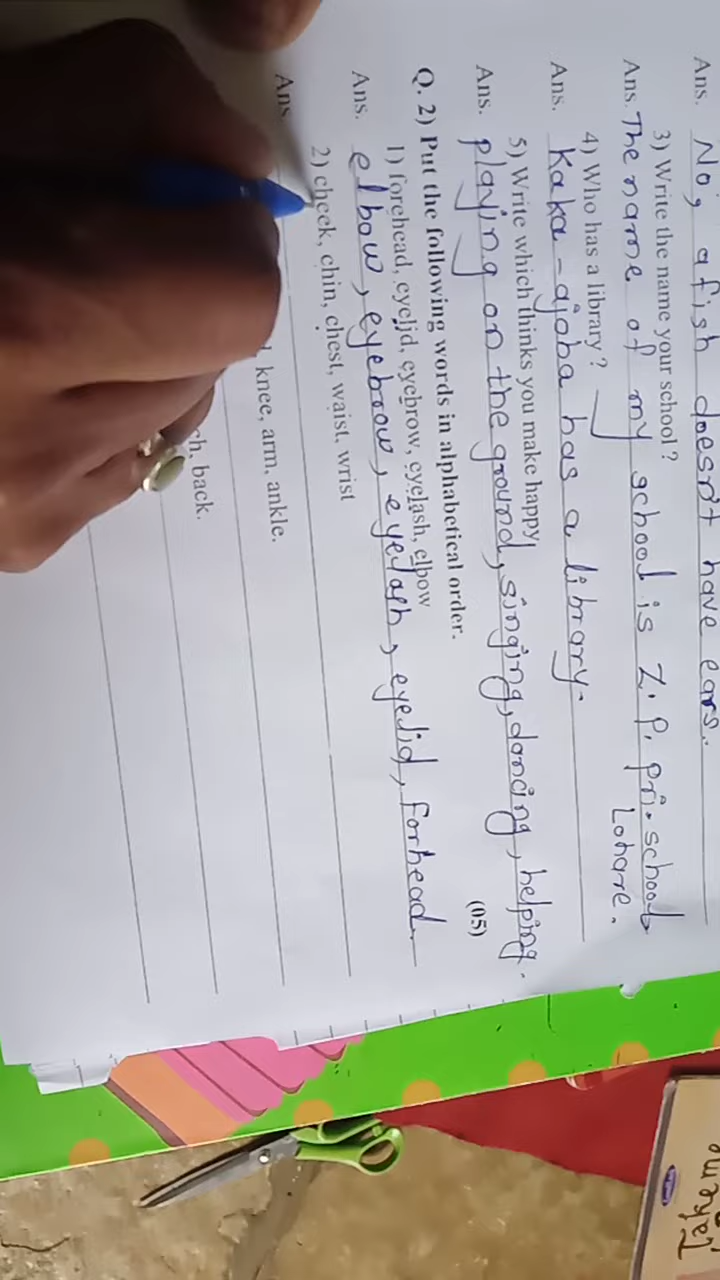 Ans. No, a fish doesn't have ears.
3) Write the name your school?
Ans. The name of my school is Z.P. pri. school
Lohare.
4) Who has a library?
Ans. Kaka-ajoba has a library.
5) Write which thinks you make happy
Ans. playing on the ground, singing, dancing, helping.
Q. 2) Put the following words in alphabetical order. (05)
1) forehead, eyelid, eyebrow, eyelash, elbow
Ans. elbow, eyebrow, eyelash, eyelid, forhead.
2) cheek, chin, chest, waist, wrist
Ans
knee, arm, ankle.
back.
Takeme